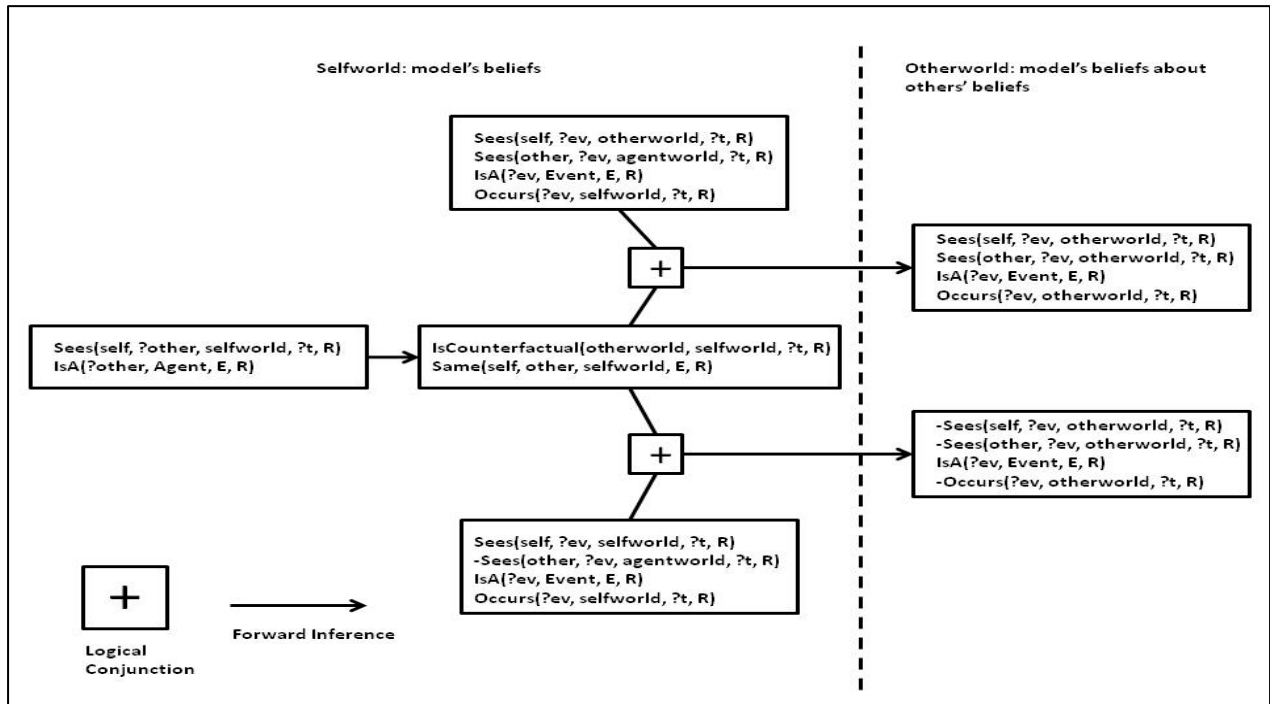 Selfworld: model's beliefs
Otherworld: model's beliefs about
others' beliefs
Sees(self, ?ev, otherworld, ?t, R)
Sees(other, ?ev, agentworld, ?t, R)
IsA(?ev, Event, E, R)
Occurs(?ev, selfworld, ?t, R)
+
Sees(self, ?ev, otherworld, ?t, R)
Sees(other, ?ev, otherworld, ?t, R)
IsA(?ev, Event, E, R)
Occurs(?ev, otherworld, ?t, R)
Sees(self, ?other, selfworld, ?t, R)
IsA(?other, Agent, E, R)
IsCounterfactual(otherworld, selfworld, ?t, R)
Same(self, other, selfworld, E, R)
+
-Sees(self, ?ev, otherworld, ?t, R)
-Sees(other, ?ev, otherworld, ?t, R)
IsA(?ev, Event, E, R)
-Occurs(?ev, otherworld, ?t, R)
Sees(self, ?ev, selfworld, ?t, R)
-Sees(other, ?ev, agentworld, ?t, R)
IsA(?ev, Event, E, R)
Occurs(?ev, selfworld, ?t, R)
+
Logical
Conjunction
Forward Inference